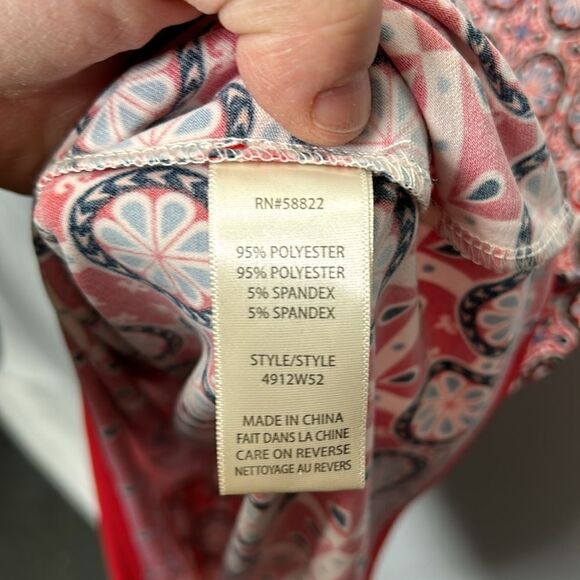 RN#58822
95% POLYESTER
95% POLYESTER
5% SPANDEX
5% SPANDEX
STYLE/STYLE
4912W52
MADE IN CHINA
FAIT DANS LA CHINE
CARE ON REVERSE
NETTOYAGE AU REVERS